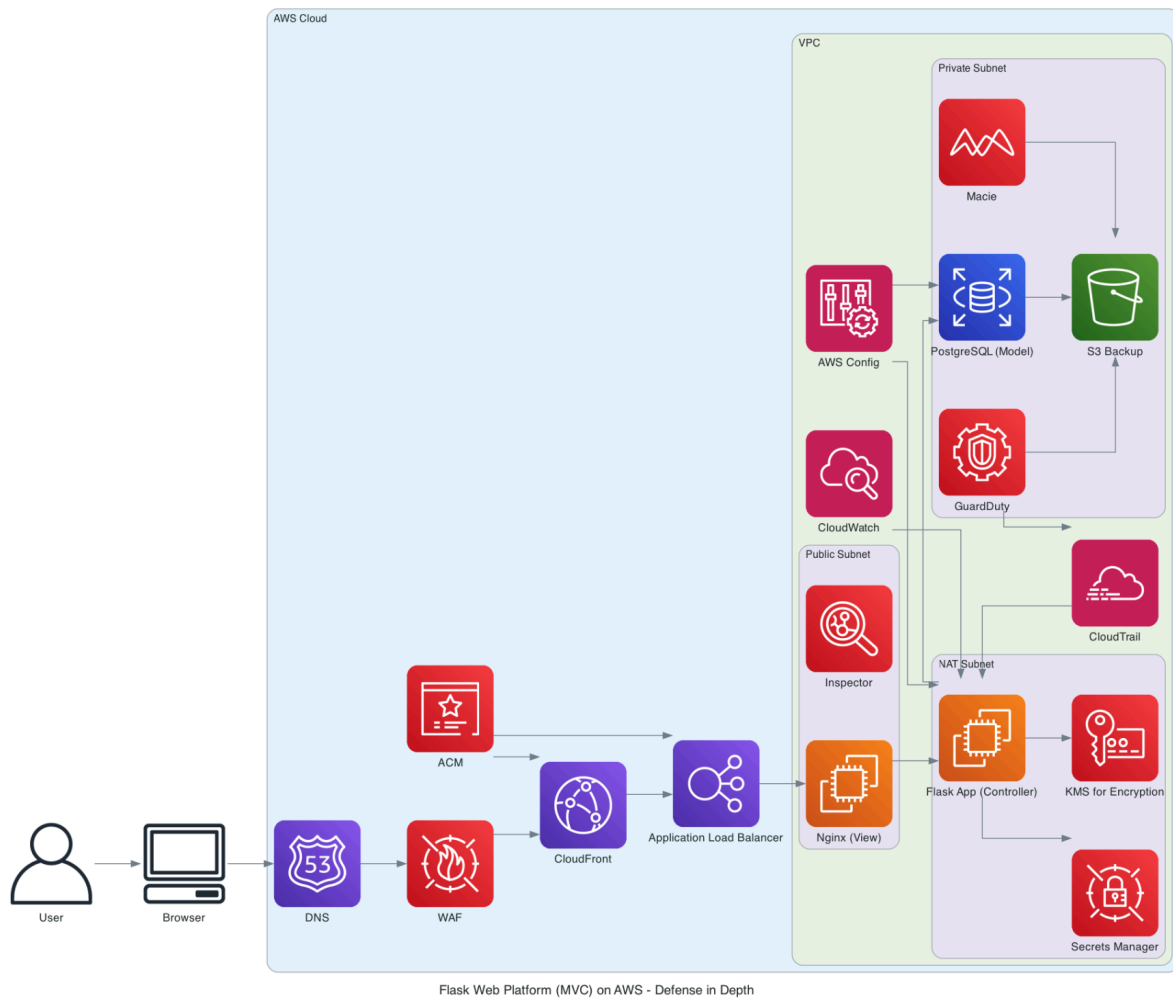 AWS Cloud
VPC
Private Subnet
Macie
AWS Config
PostgreSQL (Model)
S3 Backup
CloudWatch
GuardDuty
Public Subnet
Inspector
CloudTrail
NAT Subnet
ACM
CloudFront
Application Load Balancer
Nginx (View)
Flask App (Controller)
KMS for Encryption
User
Browser
53
DNS
WAF
Secrets Manager
Flask Web Platform (MVC) on AWS - Defense in Depth